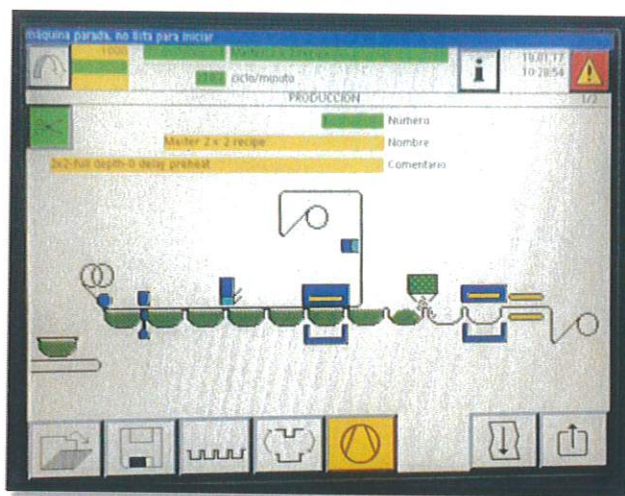 máquina parada, no lista para iniciar
1000
ciclo/minuto
i
19.01.17
10:28:54
PRODUCCION
1/2
Numero
Master 2 x 2 recipe
Nombre
2x2-full depth-0 delay preheat
Comentario